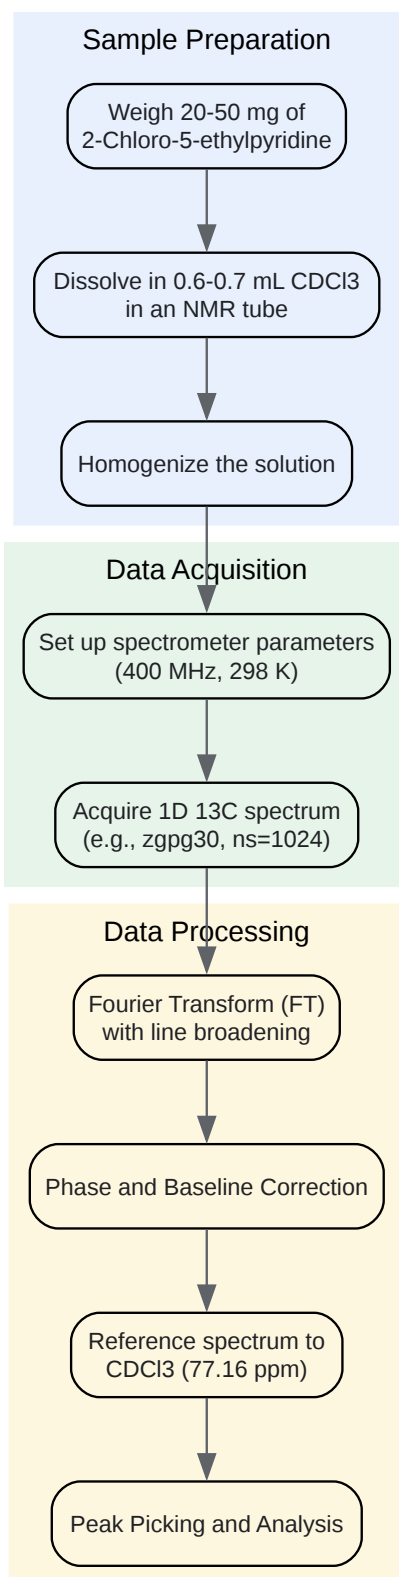 Sample Preparation
Weigh 20-50 mg of
2-Chloro-5-ethylpyridine
Dissolve in 0.6-0.7 mL CDCl3
in an NMR tube
Homogenize the solution
Data Acquisition
Set up spectrometer parameters
(400 MHz, 298 K)
Acquire 1D 13C spectrum
(e.g., zgpg30, ns=1024)
Data Processing
Fourier Transform (FT)
with line broadening
Phase and Baseline Correction
Reference spectrum to
CDCl3 (77.16 ppm)
Peak Picking and Analysis